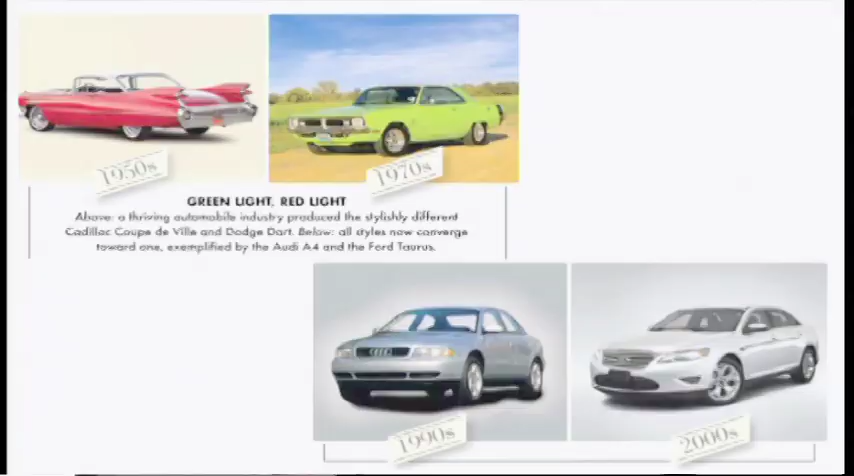 1950s
1970s
GREEN LIGHT, RED LIGHT
Above: a thriving automobile industry produced the stylishly different
Cadillac Coupe de Ville and Dodge Dart. Below: all styles now converge
toward one, exemplified by the Audi A4 and the Ford Taurus.
1990s
2000s